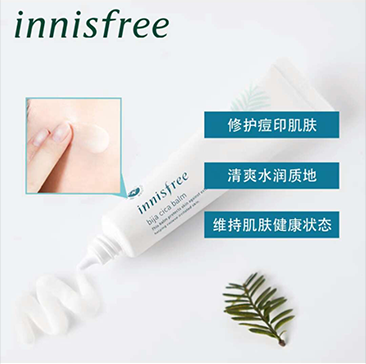 innisfree
修护痘印肌肤
清爽水润质地
维持肌肤健康状态
innisfree
bija cica balm